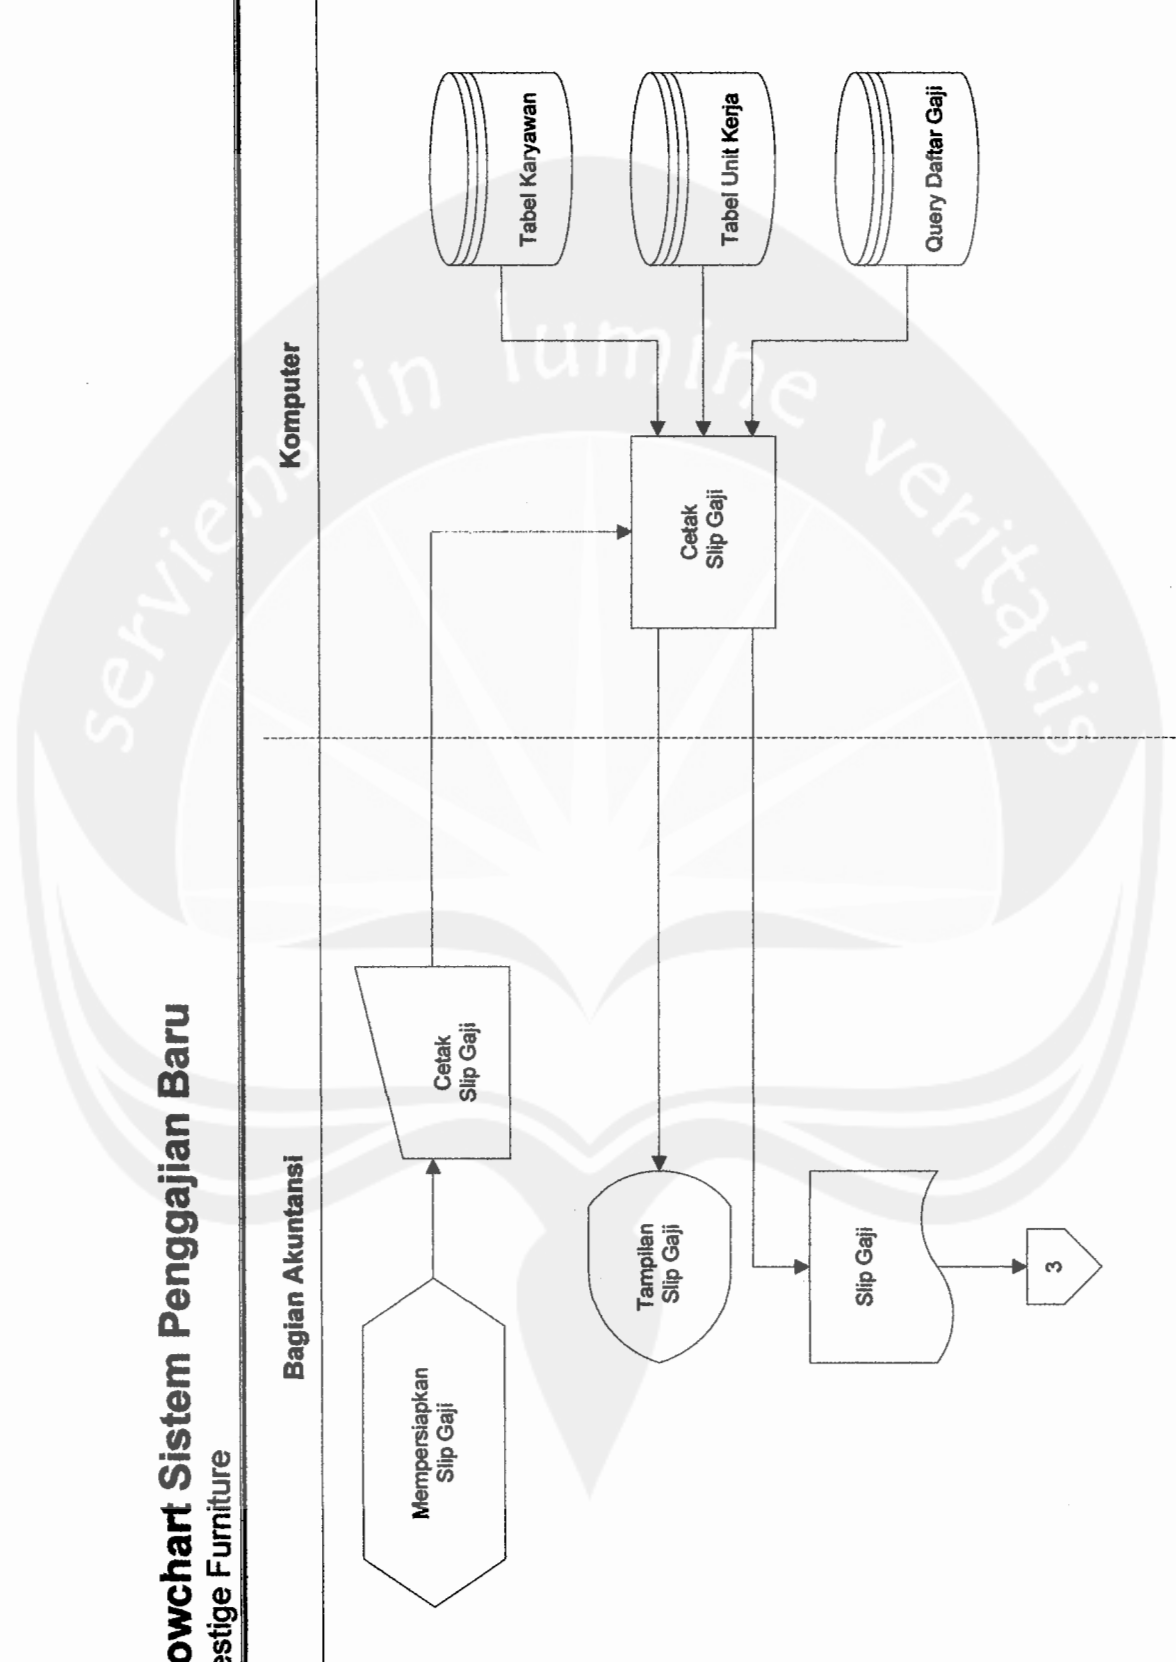 owchart Sistem Penggajian Baru
estige Furniture
Bagian Akuntansi
Komputer
Mempersiapkan
Slip Gaji
Cetak
Slip Gaji
Cetak
Slip Gaji
Tabel Karyawan
Tabel Unit Kerja
Query Daftar Gaji
Tampilan
Slip Gaji
Slip Gaji
3
serviens in lumine veritatis